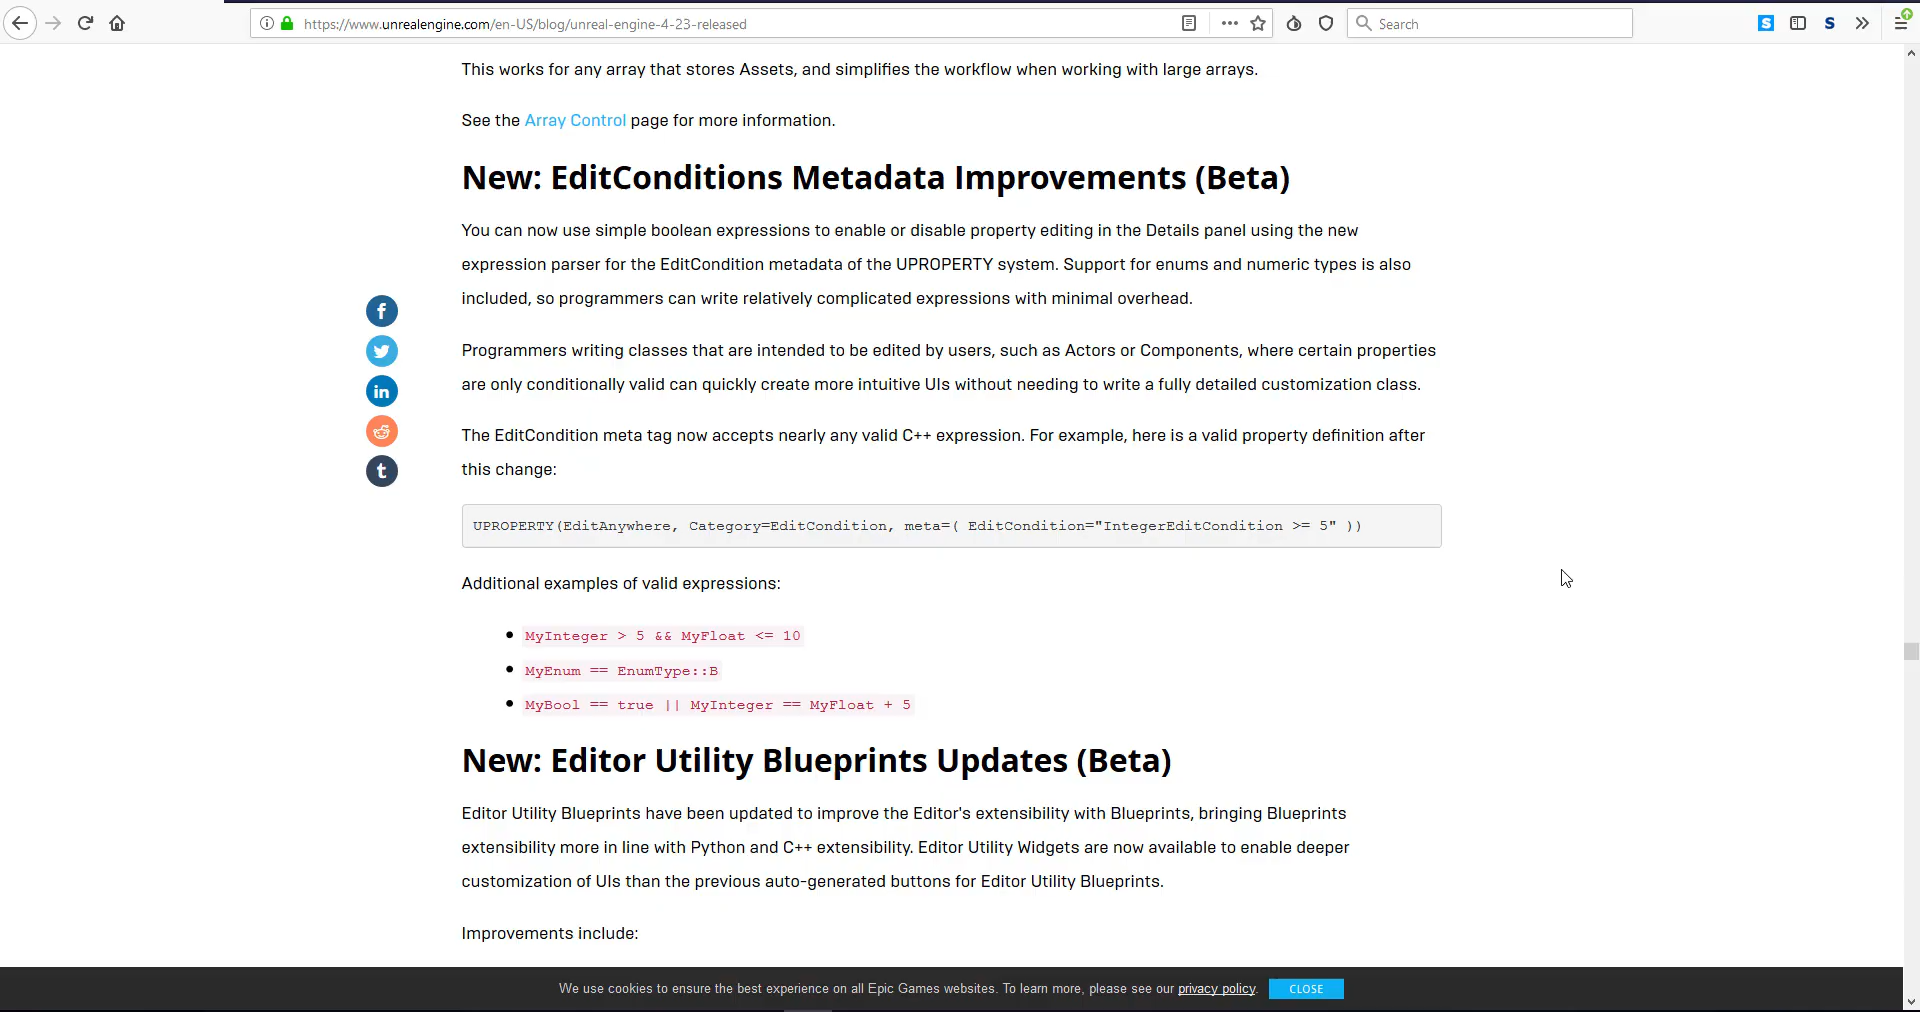 https://www.unrealengine.com/en-US/blog/unreal-engine-4-23-released
Search
This works for any array that stores Assets, and simplifies the workflow when working with large arrays.
See the Array Control page for more information.
New: EditConditions Metadata Improvements (Beta)
You can now use simple boolean expressions to enable or disable property editing in the Details panel using the new
expression parser for the EditCondition metadata of the UPROPERTY system. Support for enums and numeric types is also
included, so programmers can write relatively complicated expressions with minimal overhead.
Programmers writing classes that are intended to be edited by users, such as Actors or Components, where certain properties
are only conditionally valid can quickly create more intuitive UIs without needing to write a fully detailed customization class.
The EditCondition meta tag now accepts nearly any valid C++ expression. For example, here is a valid property definition after
this change:
UPROPERTY(EditAnywhere, Category=EditCondition, meta=( EditCondition="IntegerEditCondition >= 5" ))
Additional examples of valid expressions:
MyInteger > 5 && MyFloat <= 10
MyEnum == EnumType::B
MyBool == true || MyInteger == MyFloat + 5
New: Editor Utility Blueprints Updates (Beta)
Editor Utility Blueprints have been updated to improve the Editor's extensibility with Blueprints, bringing Blueprints
extensibility more in line with Python and C++ extensibility. Editor Utility Widgets are now available to enable deeper
customization of UIs than the previous auto-generated buttons for Editor Utility Blueprints.
Improvements include:
We use cookies to ensure the best experience on all Epic Games websites. To learn more, please see our privacy policy. CLOSE